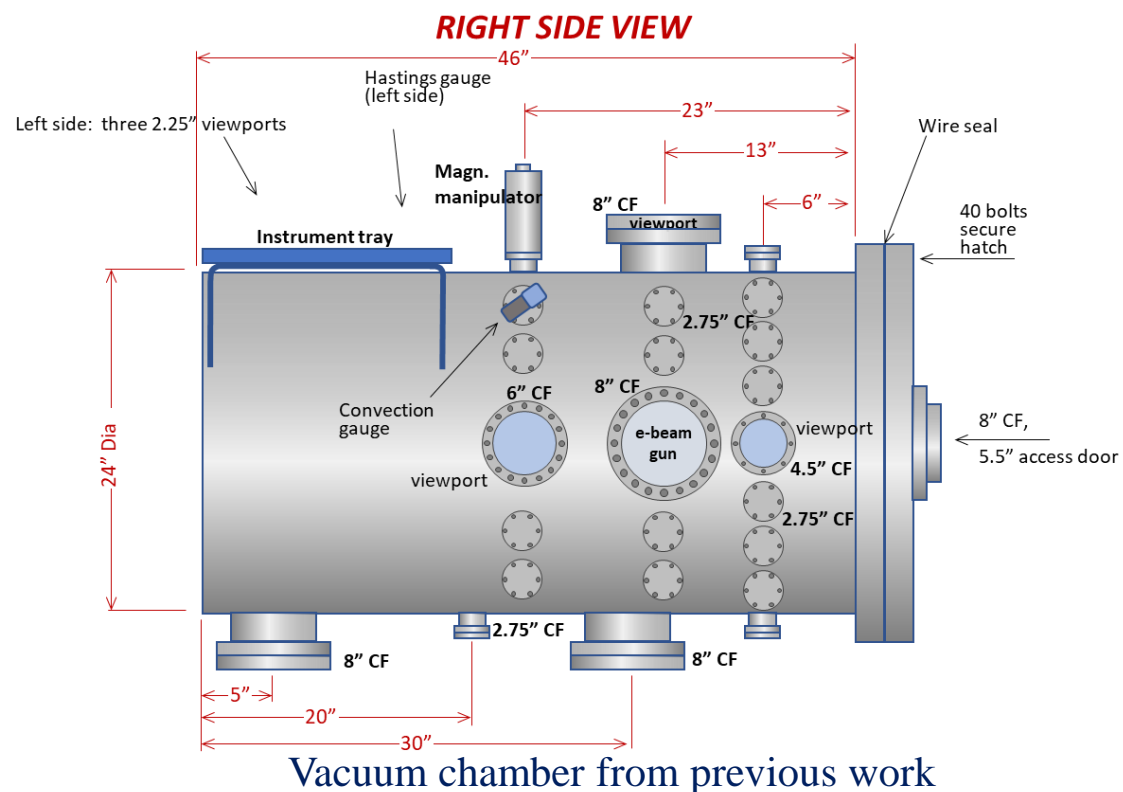 RIGHT SIDE VIEW
46”
Hastings gauge
(left side)
23”
Left side:  three 2.25” viewports
Wire seal
13”
Magn.
manipulator
6”
8” CF
viewport
40 bolts
secure
hatch
Instrument tray
2.75” CF
6” CF
8” CF
Convection
gauge
e-beam
gun
viewport
8” CF,
5.5” access door
24” Dia
4.5” CF
viewport
2.75” CF
2.75” CF
8” CF
8” CF
5”
20”
30”
Vacuum chamber from previous work